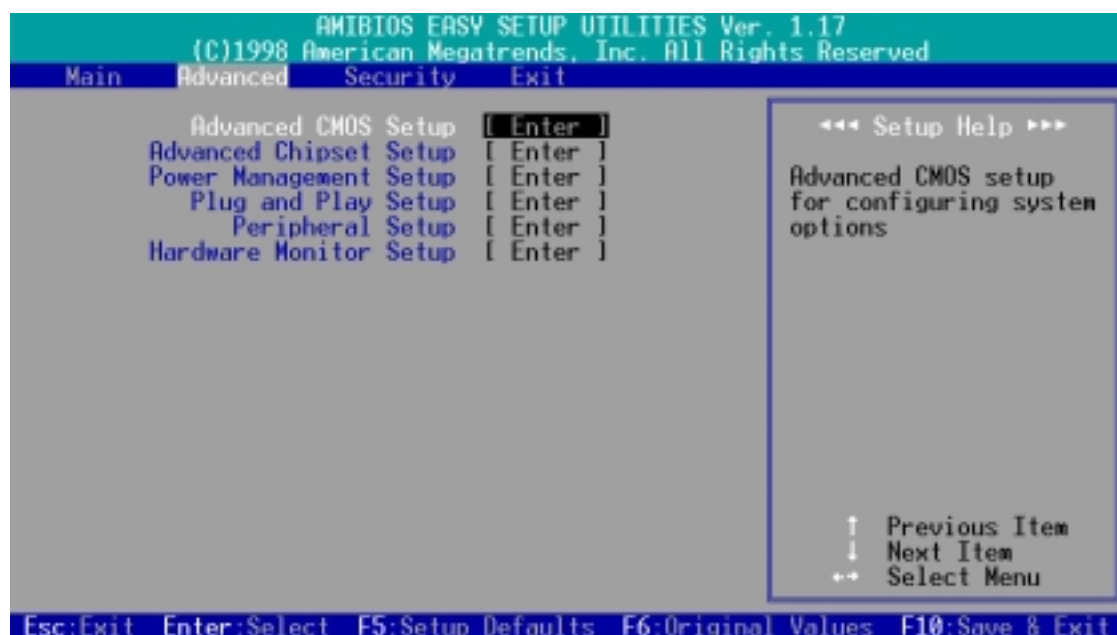 AMIBIOS EASY SETUP UTILITIES Ver. 1.17
(C)1998 American Megatrends, Inc. All Rights Reserved
Main Advanced Security Exit
Advanced CMOS Setup [ Enter ]
Advanced Chipset Setup [ Enter ]
Power Management Setup [ Enter ]
Plug and Play Setup [ Enter ]
Peripheral Setup [ Enter ]
Hardware Monitor Setup [ Enter ]
◄◄◄ Setup Help ►►►
Advanced CMOS setup
for configuring system
options
↑ Previous Item
↓ Next Item
←→ Select Menu
Esc:Exit Enter:Select F5:Setup Defaults F6:Original Values F10:Save & Exit